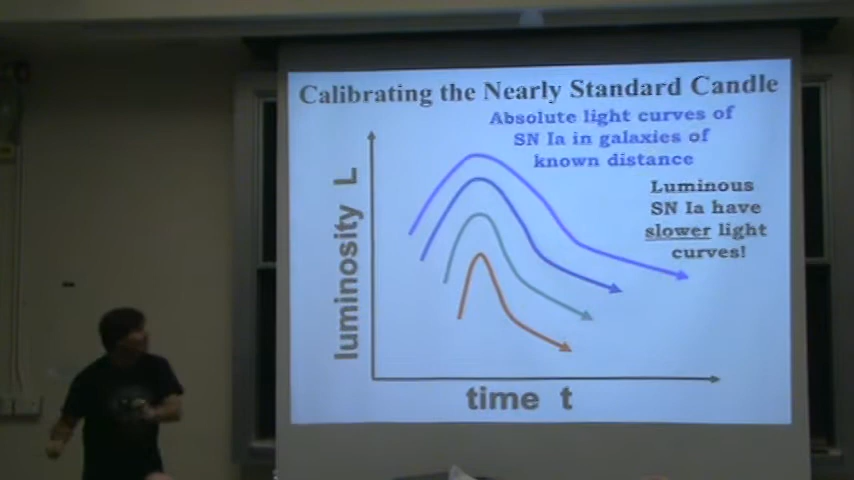 Calibrating the Nearly Standard Candle
Absolute light curves of
SN Ia in galaxies of
known distance
Luminous
SN Ia have
slower light
curves!
luminosity L
time t